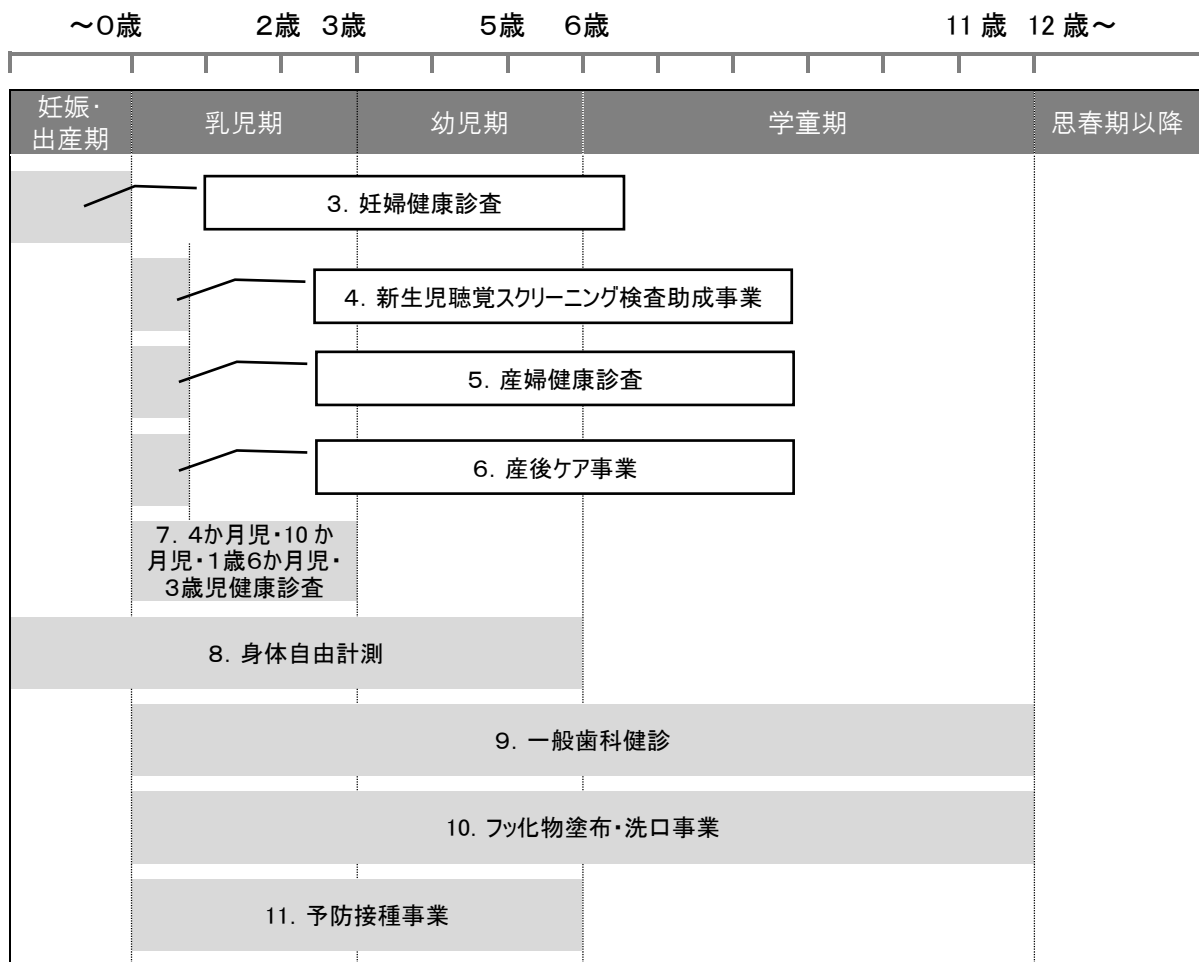 ～０歳 ２歳 ３歳 ５歳 ６歳 11 歳 12 歳～
妊娠・
出産期
乳児期 幼児期 学童期 思春期以降
３．妊婦健康診査
４．新生児聴覚スクリーニング検査助成事業
５．産婦健康診査
６．産後ケア事業
７．４か月児・10 か
月児・１歳６か月児・
３歳児健康診査
８．身体自由計測
９．一般歯科健診
10．フッ化物塗布・洗口事業
11．予防接種事業